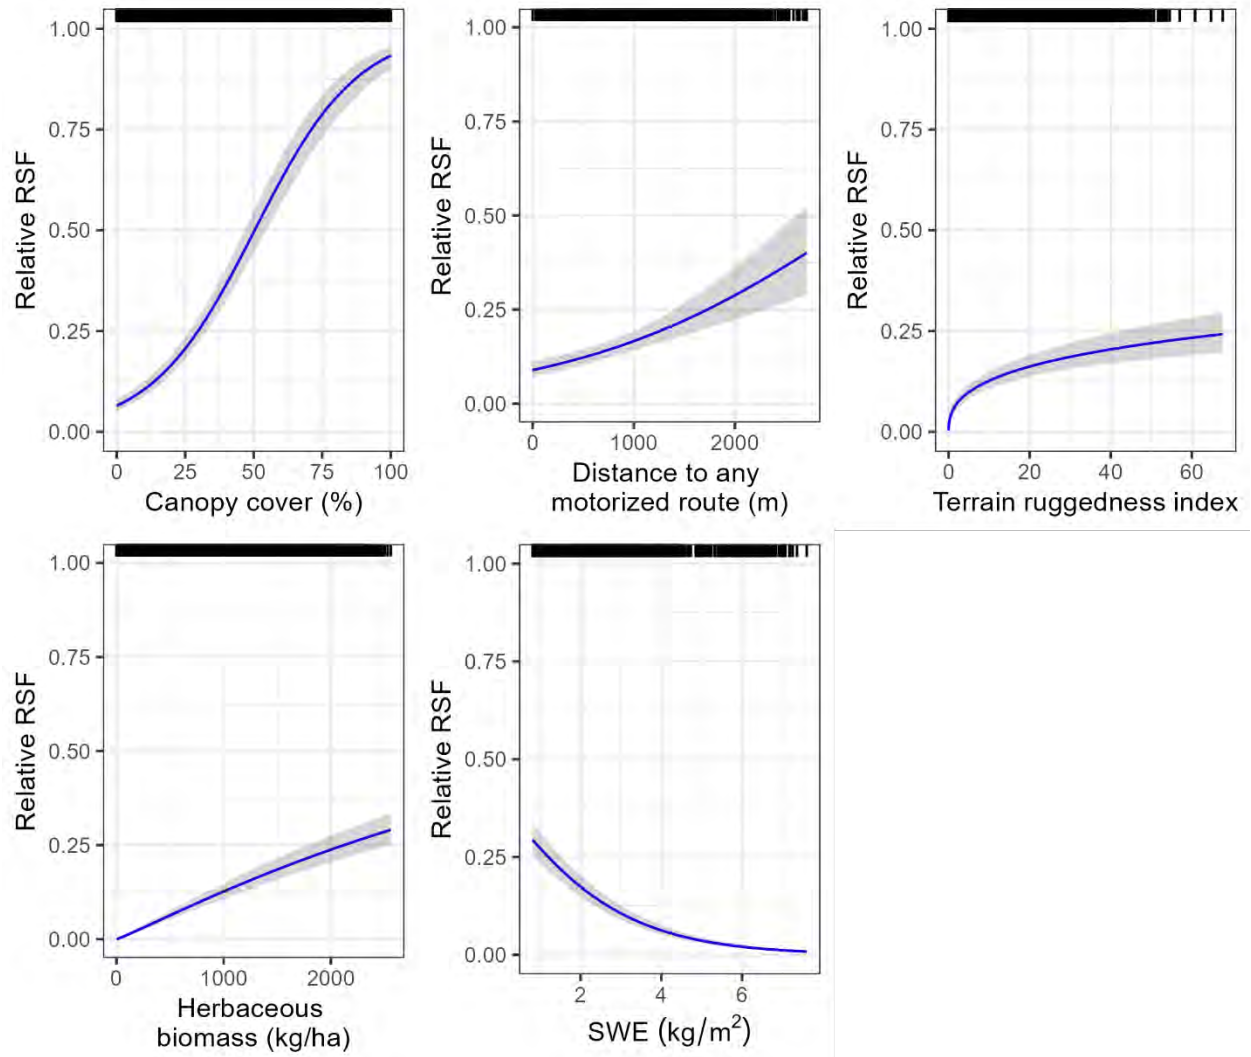 1.00
0.75
0.50
0.25
0.00
Relative RSF
0 25 50 75 100
Canopy cover (%)
1.00
0.75
0.50
0.25
0.00
Relative RSF
0 1000 2000
Distance to any
motorized route (m)
1.00
0.75
0.50
0.25
0.00
Relative RSF
0 20 40 60
Terrain ruggedness index
1.00
0.75
0.50
0.25
0.00
Relative RSF
0 1000 2000
Herbaceous
biomass (kg/ha)
1.00
0.75
0.50
0.25
0.00
Relative RSF
2 4 6
SWE (kg/m²)